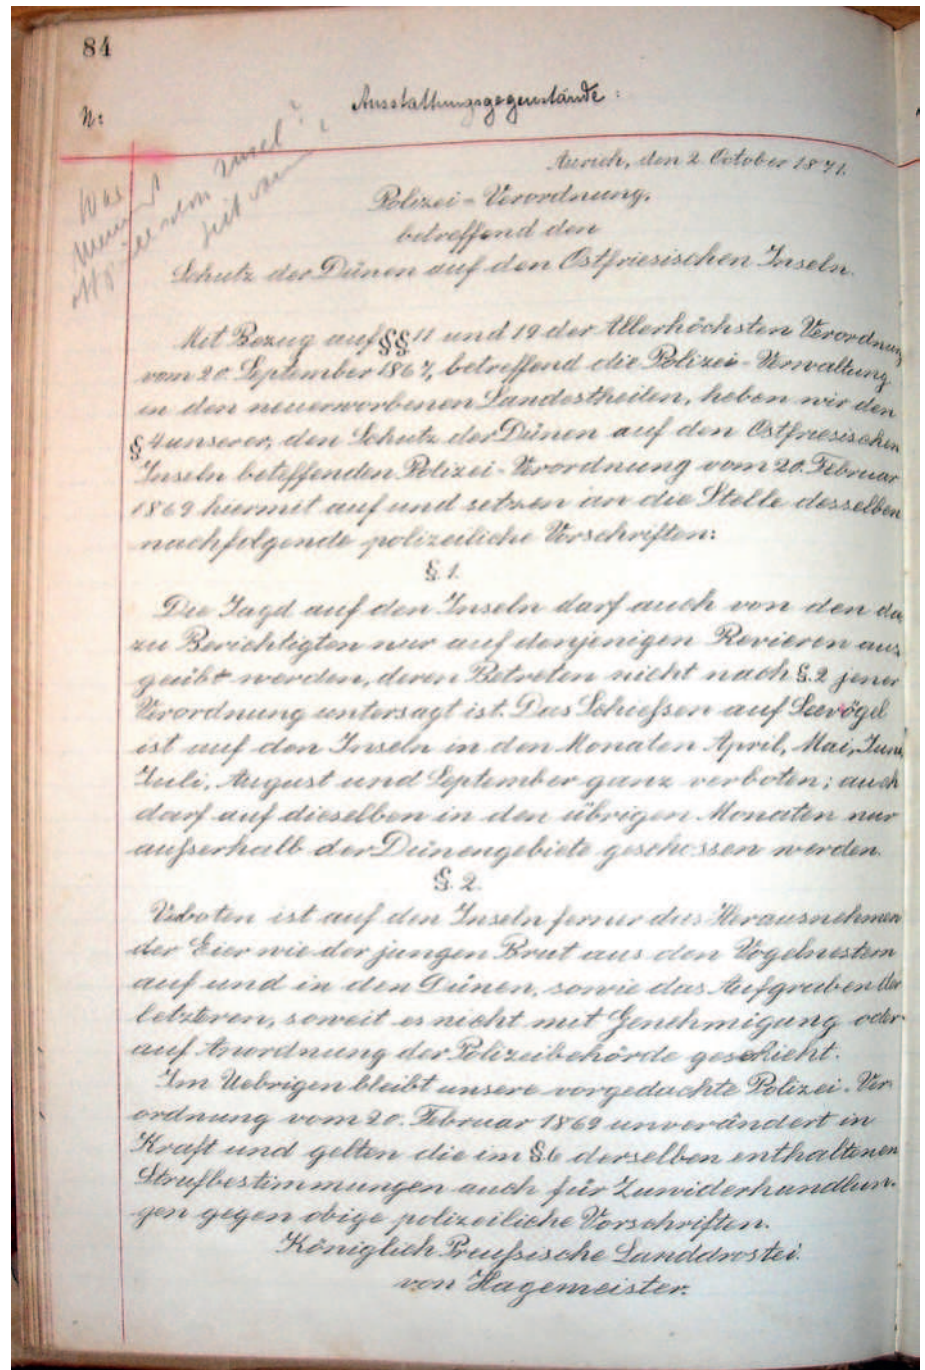 84
N:
Ausstattungsgegenstände:
Was
Aurich, den 2. October 1871.
Polizei-Verordnung,
betreffend den
Schutz der Dünen auf den Ostfriesischen Inseln.
Mit Bezug auf §§ 11 und 12 der Allerhöchsten Verordnung
vom 20. September 1867, betreffend die Polizei-Verwaltung
in den neuerworbenen Landestheilen, heben wir den
§ 4 unserer, den Schutz der Dünen auf den Ostfriesischen
Inseln beteffenden Polizei-Verordnung vom 20. Februar
1869 hiermit auf und setzen an die Stelle desselben
nachfolgende polizeiliche Vorschriften:
§. 1.
Die Jagd auf den Inseln darf auch von den da
zu Berichtigten nur auf denjenigen Revieren aus
geübt werden, deren Betreten nicht nach §. 2 jener
Verordnung untersagt ist. Das Schießen auf Seevögel
ist auf den Inseln in den Monaten April, Mai, Juni,
Juli, August und September ganz verboten; auch
darf auf dieselben in den übrigen Monaten nur
außerhalb der Dünengebiete geschossen werden.
§. 2.
Verboten ist auf den Inseln ferner das Herausnehmen
der Eier wie der jungen Brut aus den Vogelnestern
auf und in den Dünen, sowie das Aufgraben der
letzteren, soweit es nicht mit Genehmigung oder
auf Anordnung der Polizeibehörde geschieht.
Im Uebrigen bleibt unsere vorgedachte Polizei-Ver-
ordnung vom 20. Februar 1869 unverändert in
Kraft und gelten die im §6 derselben enthaltenen
Strafbestimmungen auch für Zuwiderhandlun-
gen gegen obige polizeiliche Vorschriften.
Königlich Preußische Landdrostei.
von Hagemeister.